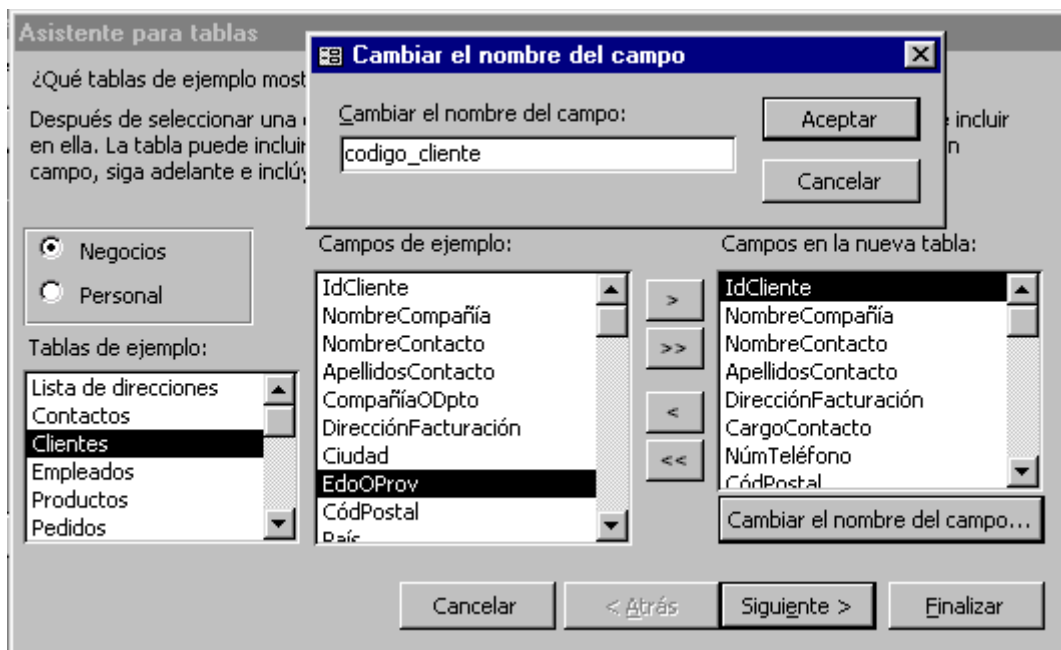 Asistente para tablas
Cambiar el nombre del campo
¿Qué tablas de ejemplo most
Cambiar el nombre del campo:
Aceptar
codigo_cliente
Cancelar
Después de seleccionar una
incluir
en ella. La tabla puede incluir
n
campo, siga adelante e inclúy
Negocios
Personal
Tablas de ejemplo:
Lista de direcciones
Contactos
Clientes
Empleados
Productos
Pedidos
Campos de ejemplo:
IdCliente
NombreCompañía
NombreContacto
ApellidosContacto
CompañíaODpto
DirecciónFacturación
Ciudad
EdoOProv
CódPostal
País
>
>>
<
<<
Campos en la nueva tabla:
IdCliente
NombreCompañía
NombreContacto
ApellidosContacto
DirecciónFacturación
CargoContacto
NúmTeléfono
CódPostal
Cambiar el nombre del campo...
Cancelar
< Atrás
Siguiente >
Finalizar